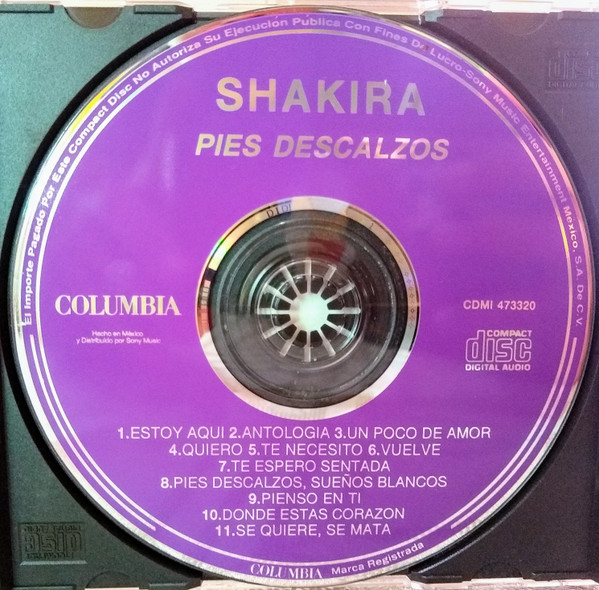 El Importe Pagado Por Este Compact Disc No Autoriza Su Ejecucion Publica Con Fines De Lucro-Sony Music Entertainment Mexico, S.A. De C.V.
SHAKIRA
PIES DESCALZOS
COLUMBIA
Hecho en México
y Distribuido por Sony Music
CDMI 473320
COMPACT
disc
DIGITAL AUDIO
1.ESTOY AQUI 2.ANTOLOGIA 3.UN POCO DE AMOR
4.QUIERO 5.TE NECESITO 6.VUELVE
7.TE ESPERO SENTADA
8.PIES DESCALZOS, SUEÑOS BLANCOS
9.PIENSO EN TI
10.DONDE ESTAS CORAZON
11.SE QUIERE, SE MATA
COLUMBIA Marca Registrada